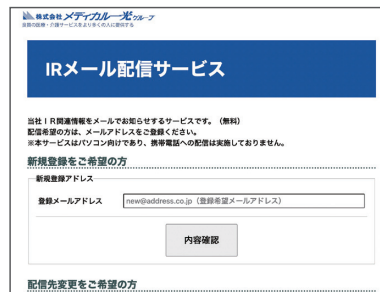 株式会社メディカル一光グループ
良質の医療・介護サービスをより多くの人に提供する
IRメール配信サービス
当社IR関連情報をメールでお知らせするサービスです。（無料）
配信希望の方は、メールアドレスをご登録ください。
※本サービスはパソコン向けであり、携帯電話への配信は実施しておりません。
新規登録をご希望の方
新規登録アドレス
登録メールアドレス new@address.co.jp（登録希望メールアドレス）
内容確認
配信先変更をご希望の方